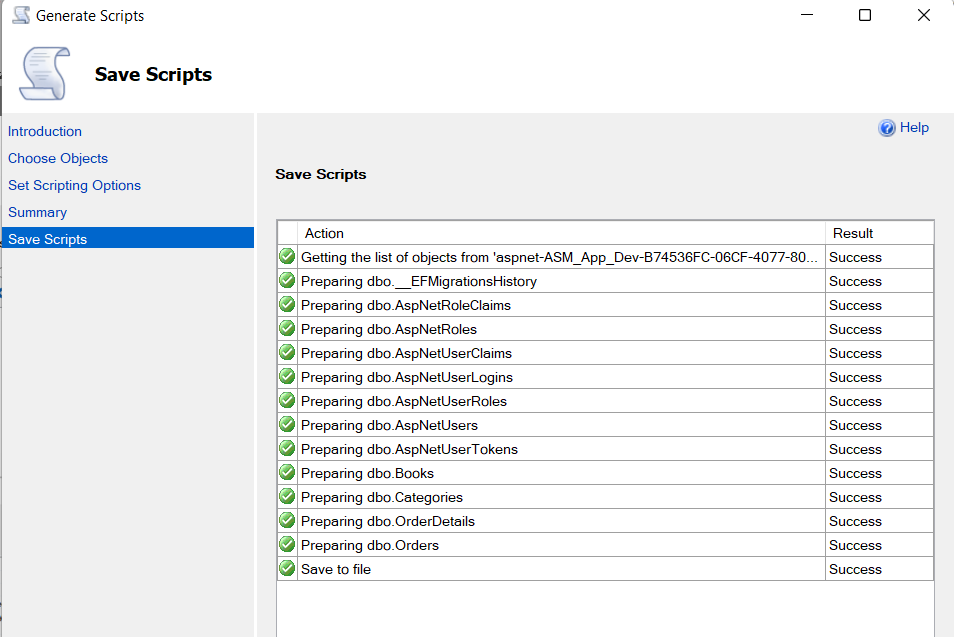 Generate Scripts
Save Scripts
Introduction
Choose Objects
Set Scripting Options
Summary
Save Scripts
Help
Save Scripts
Action Result
Getting the list of objects from 'aspnet-ASM_App_Dev-B74536FC-06CF-4077-80... Success
Preparing dbo.__EFMigrationsHistory Success
Preparing dbo.AspNetRoleClaims Success
Preparing dbo.AspNetRoles Success
Preparing dbo.AspNetUserClaims Success
Preparing dbo.AspNetUserLogins Success
Preparing dbo.AspNetUserRoles Success
Preparing dbo.AspNetUsers Success
Preparing dbo.AspNetUserTokens Success
Preparing dbo.Books Success
Preparing dbo.Categories Success
Preparing dbo.OrderDetails Success
Preparing dbo.Orders Success
Save to file Success